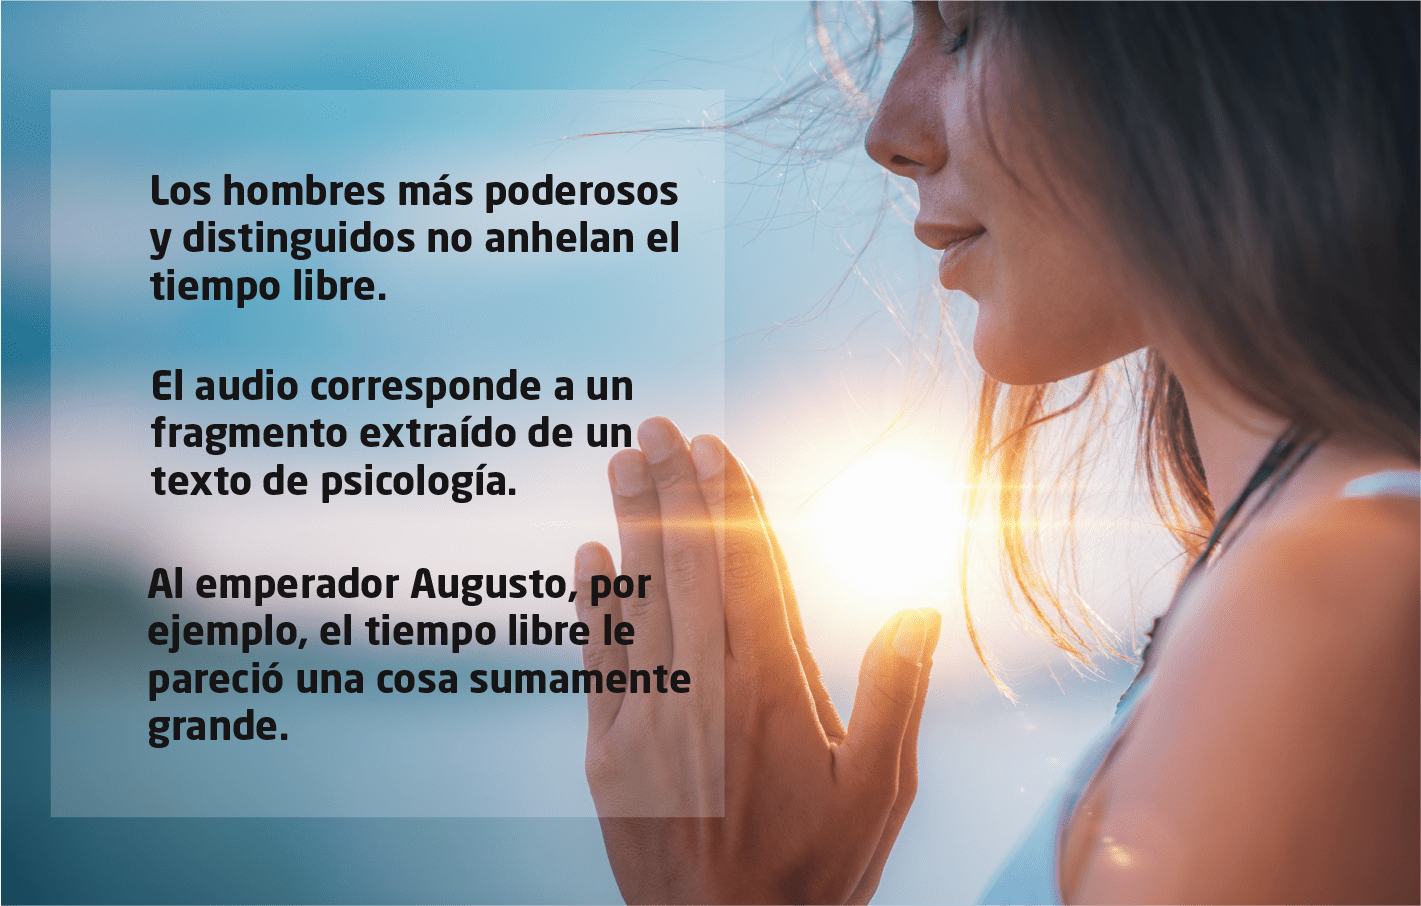 Los hombres más poderosos
y distinguidos no anhelan el
tiempo libre.
El audio corresponde a un
fragmento extraído de un
texto de psicología.
Al emperador Augusto, por
ejemplo, el tiempo libre le
pareció una cosa sumamente
grande.